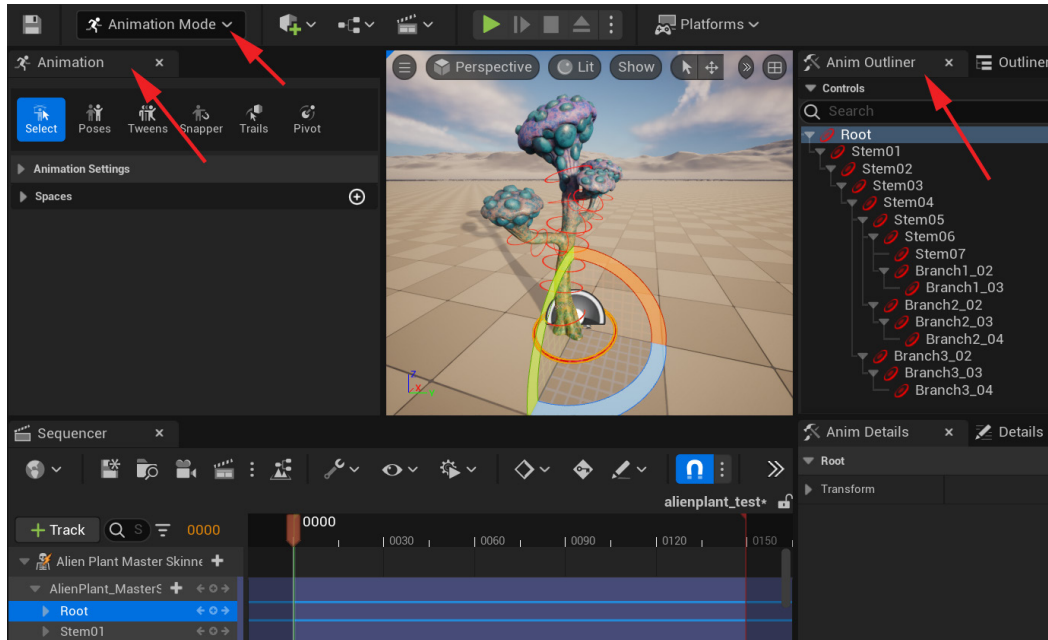 Animation Mode
Platforms
Animation
Select
Poses
Tweens
Snapper
Trails
Pivot
Animation Settings
Spaces
Perspective
Lit
Show
Z
X
Anim Outliner
Outliner
Controls
Search
Root
Stem01
Stem02
Stem03
Stem04
Stem05
Stem06
Stem07
Branch1_02
Branch1_03
Branch2_02
Branch2_03
Branch2_04
Branch3_02
Branch3_03
Branch3_04
Sequencer
alienplant_test*
+ Track
S
0000
0000
0030
0060
0090
0120
0150
Alien Plant Master Skinne
AlienPlant_MasterS
Root
Stem01
Anim Details
Details
Root
Transform